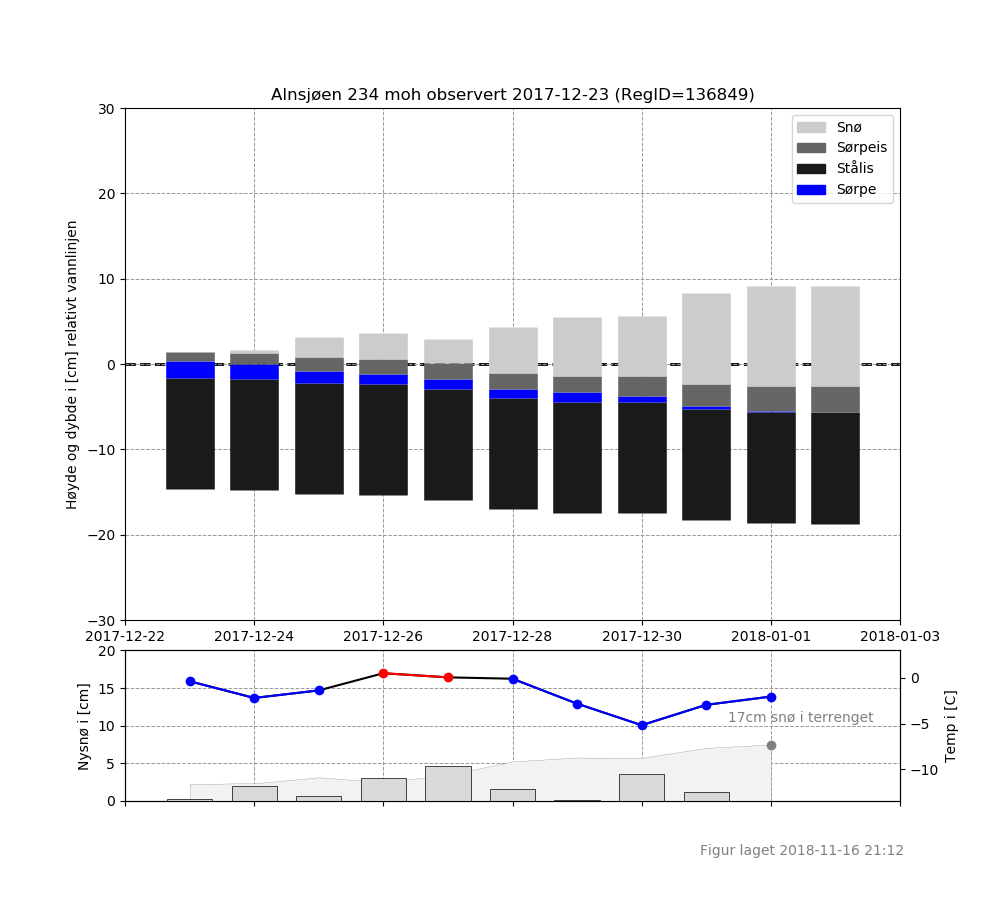 Alnsjøen 234 moh observert 2017-12-23 (RegID=136849)
Høyde og dybde i [cm] relativt vannlinjen
30
20
10
0
−10
−20
−30
Snø
Sørpeis
Stålis
Sørpe
2017-12-22 2017-12-24 2017-12-26 2017-12-28 2017-12-30 2018-01-01 2018-01-03
Nysnø i [cm]
20
15
10
5
0
17cm snø i terrenget
0
−5
−10
Temp i [C]
Figur laget 2018-11-16 21:12